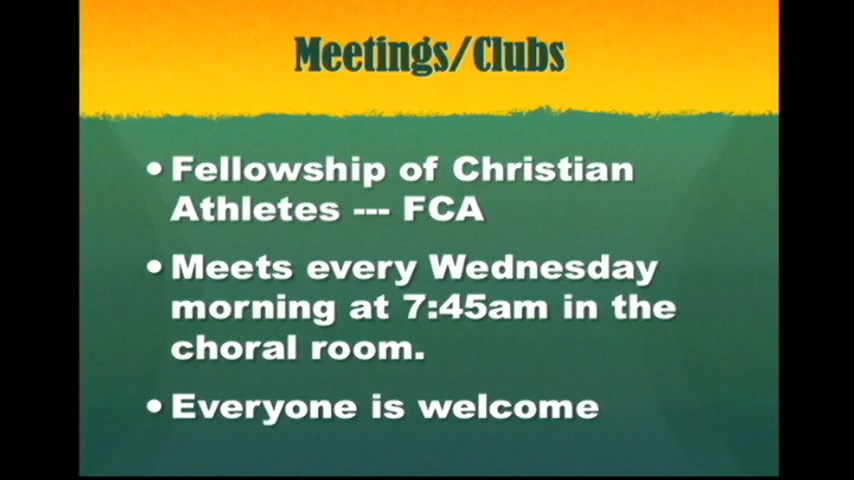 Meetings/Clubs
• Fellowship of Christian
Athletes --- FCA
• Meets every Wednesday
morning at 7:45am in the
choral room.
• Everyone is welcome